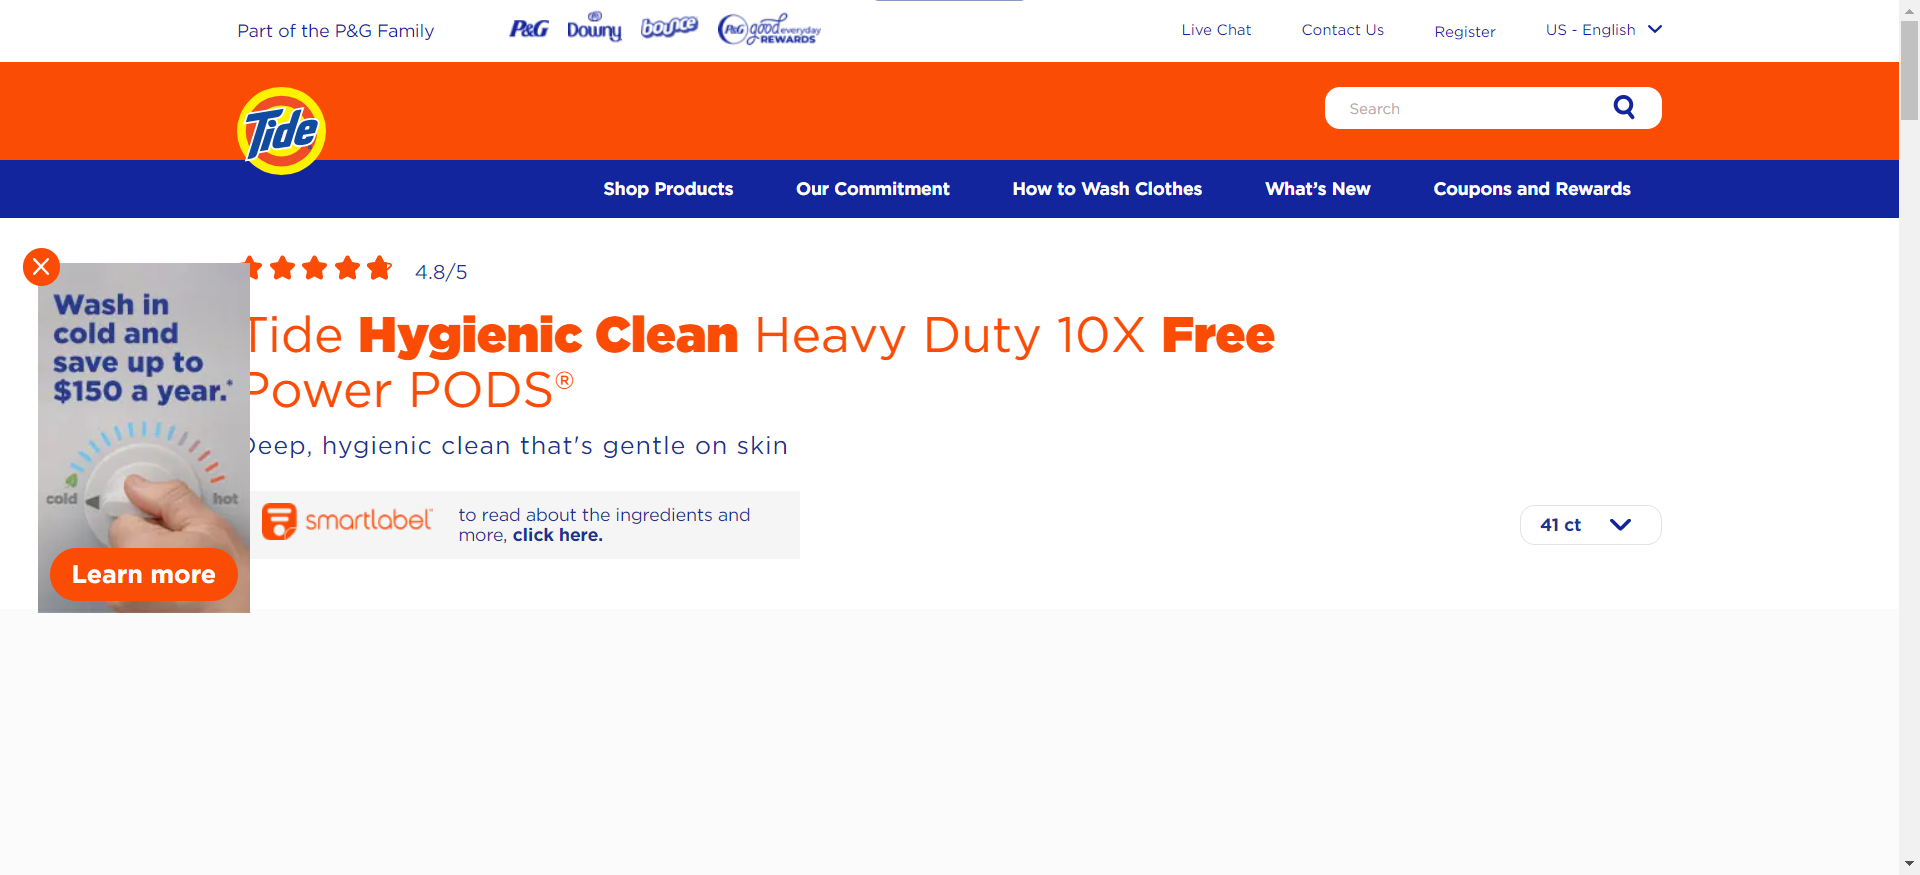 Part of the P&G Family
P&G
Downy
bounce
P&G good everyday
REWARDS
Live Chat
Contact Us
Register
US - English
Tide
Search
Shop Products
Our Commitment
How to Wash Clothes
What's New
Coupons and Rewards
4.8/5
Tide Hygienic Clean Heavy Duty 10X Free
Power PODS®
Deep, hygienic clean that's gentle on skin
Wash in
cold and
save up to
$150 a year.*
cold
hot
Learn more
smartlabel™
to read about the ingredients and
more, click here.
41 ct